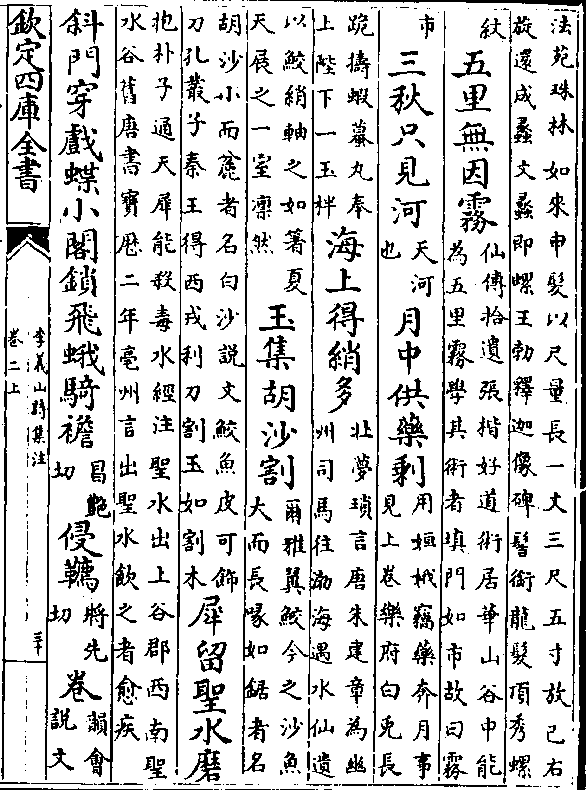 法苑珠林如來申髮以尺量長一丈三尺五寸放已右
旋還成蠡文蠡即螺王勃釋迦像碑髻銜龍髮頂秀螺
紋
五里無因霧
仙傳拾遺張揩好道術居華山谷中能
為五里霧學其術者填門如市故曰霧
市
三秋只見河
天河
也
月中供藥剩
用姮娥竊藥奔月事
見上卷樂府白兎長
跪擣蝦蟇丸奉
上陛下一玉柈
海上得綃多
北夢瑣言唐朱建章為幽
州司馬往渤海遇水仙遺
以鮫綃軸之如箸夏
天展之一室凛然
玉集胡沙割
爾雅翼鮫今之沙魚
大而長喙如鋸者名
胡沙小而麄者名白沙說文鮫魚皮可飾
刀孔叢子秦王得西戎利刀割玉如割木
犀留聖水磨
抱朴子通天犀能殺毒水經注聖水出上谷郡西南聖
水谷舊唐書寳厯二年亳州言出聖水飲之者愈疾
斜門穿戲蝶小閣鎖飛蛾騎襜
昌艷
切
侵韉
將先
切
卷
韻會
說文
欽定四庫全書
李義山詩集注
卷二上
三十